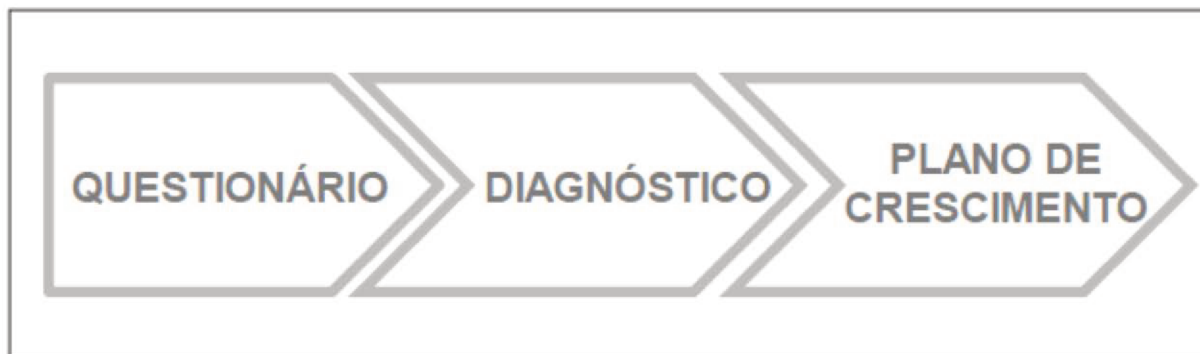 QUESTIONÁRIO
DIAGNÓSTICO
PLANO DE
CRESCIMENTO